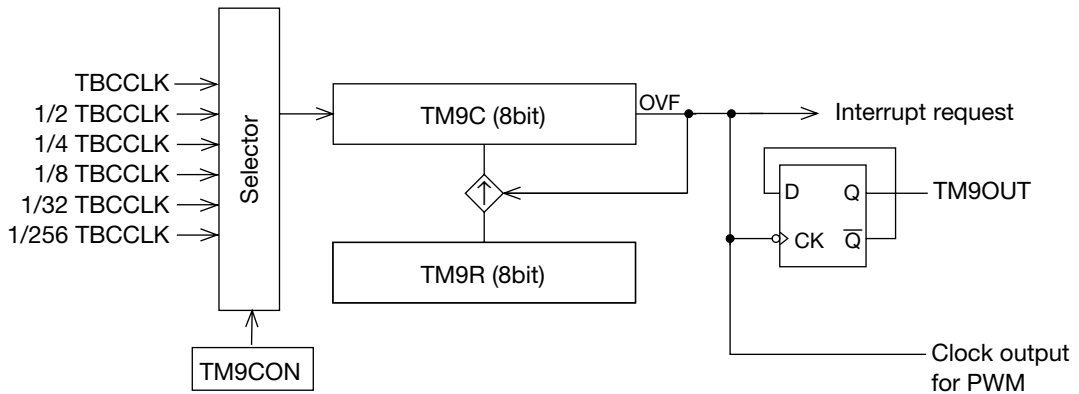 TBCCLK
1/2 TBCCLK
1/4 TBCCLK
1/8 TBCCLK
1/32 TBCCLK
1/256 TBCCLK
Selector
TM9CON
TM9C (8bit)
OVF
TM9R (8bit)
Interrupt request
D
Q
CK
Q̅
TM9OUT
Clock output
for PWM